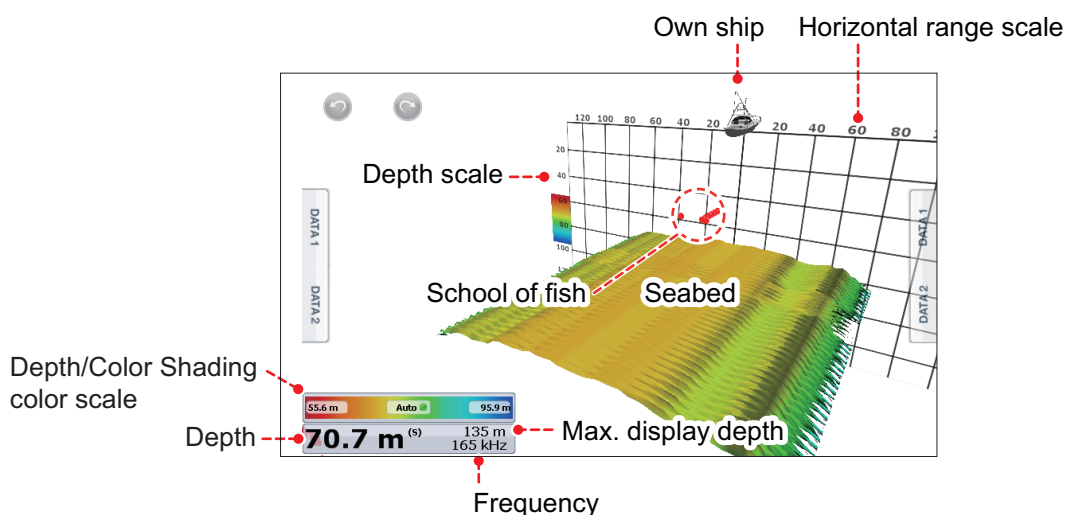 Own ship
Horizontal range scale
120 100 80 60 40 20 20 40 60 80
Depth scale
20
40
60
80
100
DATA 1
DATA 2
DATA 1
DATA 2
School of fish
Seabed
Depth/Color Shading
color scale
55.6 m Auto 95.9 m
Depth
70.7 m (s) 135 m
165 kHz
Max. display depth
Frequency